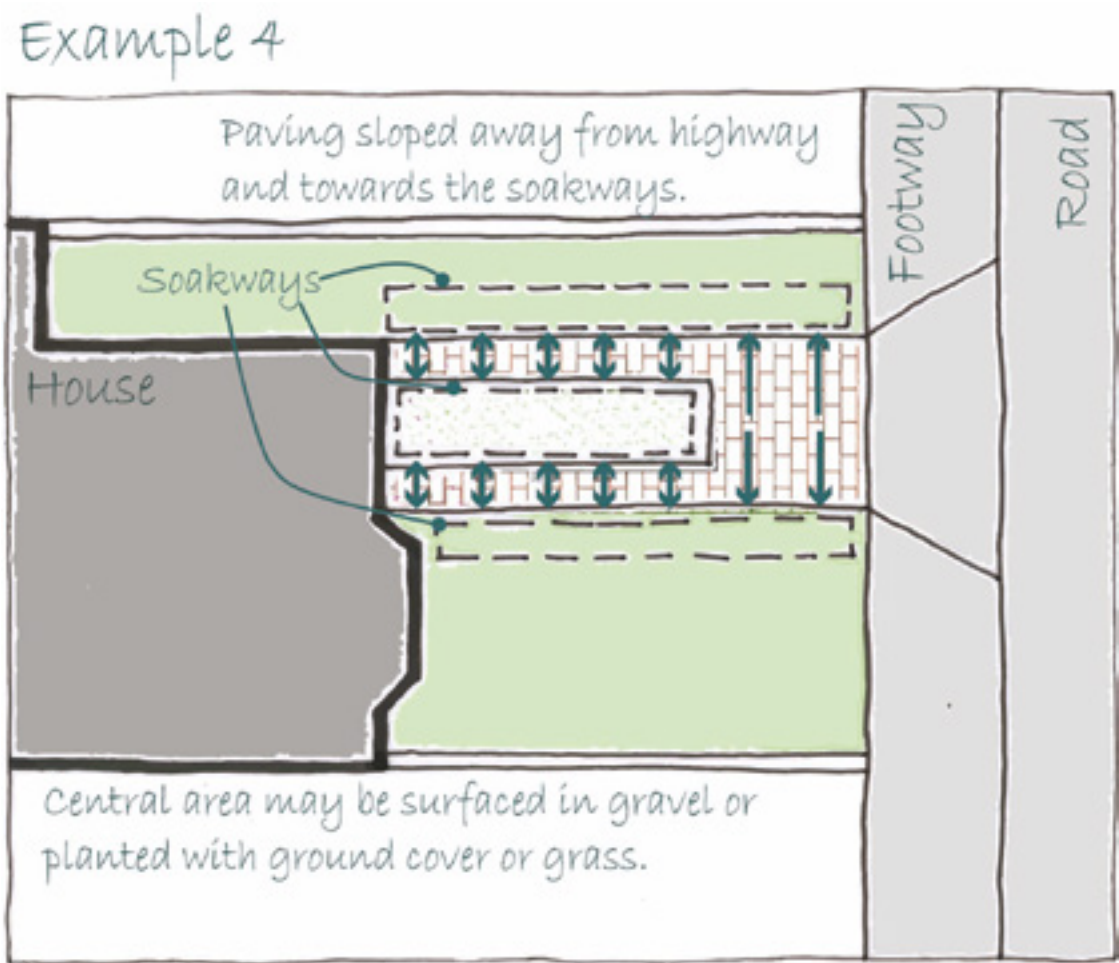 Example 4
Paving sloped away from highway
and towards the soakways.
Footway
Road
Soakways
House
Central area may be surfaced in gravel or
planted with ground cover or grass.